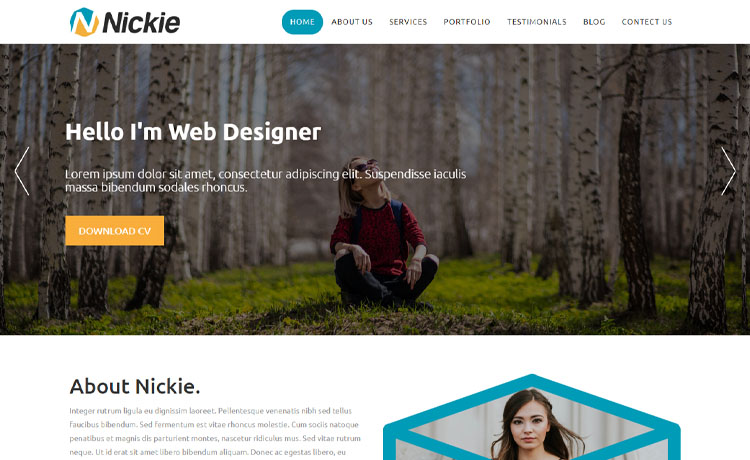 Nickie
HOME ABOUT US SERVICES PORTFOLIO TESTIMONIALS BLOG CONTACT US
Hello I'm Web Designer
Lorem ipsum dolor sit amet, consectetur adipiscing elit. Suspendisse iaculis
massa bibendum sodales rhoncus.
DOWNLOAD CV
About Nickie.
Integer rutrum ligula eu dignissim laoreet. Pellentesque venenatis nibh sed tellus
faucibus bibendum. Sed fermentum est vitae rhoncus molestie. Cum sociis natoque
penatibus et magnis dis parturient montes, nascetur ridiculus mus. Sed vitae rutrum
neque. Ut id erat sit amet libero bibendum aliquam. Donec ac egestas libero, eu